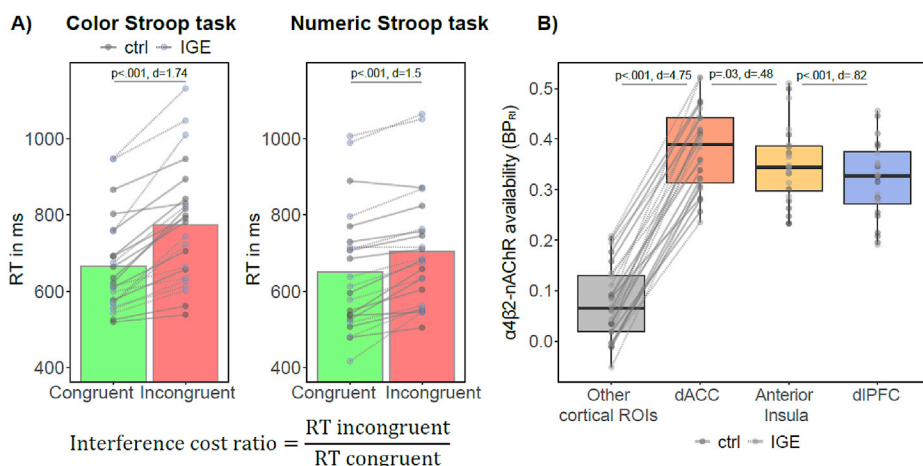 A)
Color Stroop task
Numeric Stroop task
B)
ctrl
IGE
ctrl
IGE
p<.001, d=1.74
p<.001, d=1.5
p<.001, d=4.75
p=.03, d=.48
p<.001, d=.82
RT in ms
1000
800
600
400
Congruent
Incongruent
RT in ms
1000
800
600
400
Congruent
Incongruent
α4β2-nAChR availability (BPRI)
0.5
0.4
0.3
0.2
0.1
0.0
Other
cortical ROIs
dACC
Anterior
Insula
dlPFC
ctrl
IGE
Interference cost ratio = RT incongruent
RT congruent